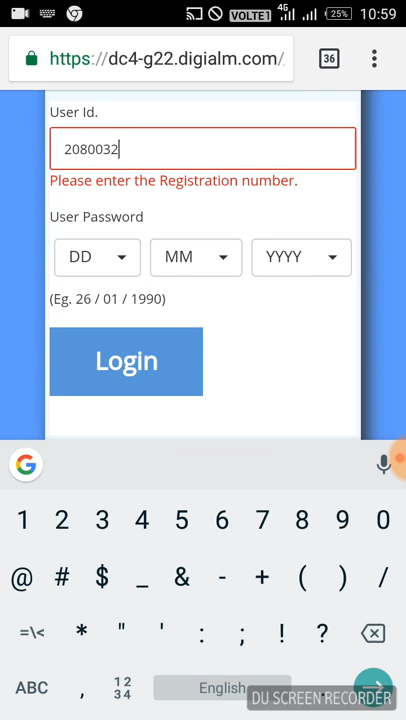 VOLTE1 4G 25% 10:59
https://dc4-g22.digialm.com/ 36
User Id.
2080032
Please enter the Registration number.
User Password
DD MM YYYY
(Eg. 26 / 01 / 1990)
Login
G
1 2 3 4 5 6 7 8 9 0
@ # $ _ & - + ( ) /
=\< * " ' : ; ! ?
ABC , 12 34 English .
DU SCREEN RECORDER